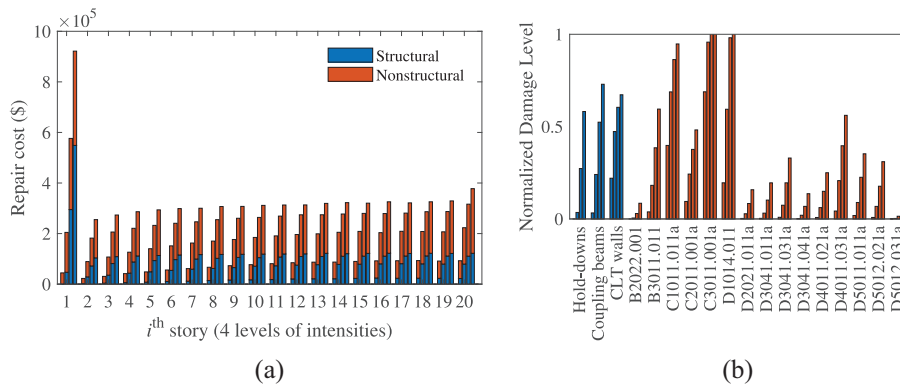 ×10⁵
10
8
6
4
2
0
Repair cost ($)
Structural
Nonstructural
1 2 3 4 5 6 7 8 9 10 11 12 13 14 15 16 17 18 19 20
iᵗʰ story (4 levels of intensities)
(a)
Normalized Damage Level
1
0.5
0
Hold-downs
Coupling beams
CLT walls
B2022.001
B3011.011
C1011.011a
C2011.001a
C3011.001a
D1014.011
D2021.011a
D3041.011a
D3041.031a
D3041.041a
D4011.021a
D4011.031a
D5011.011a
D5012.021a
D5012.031a
(b)